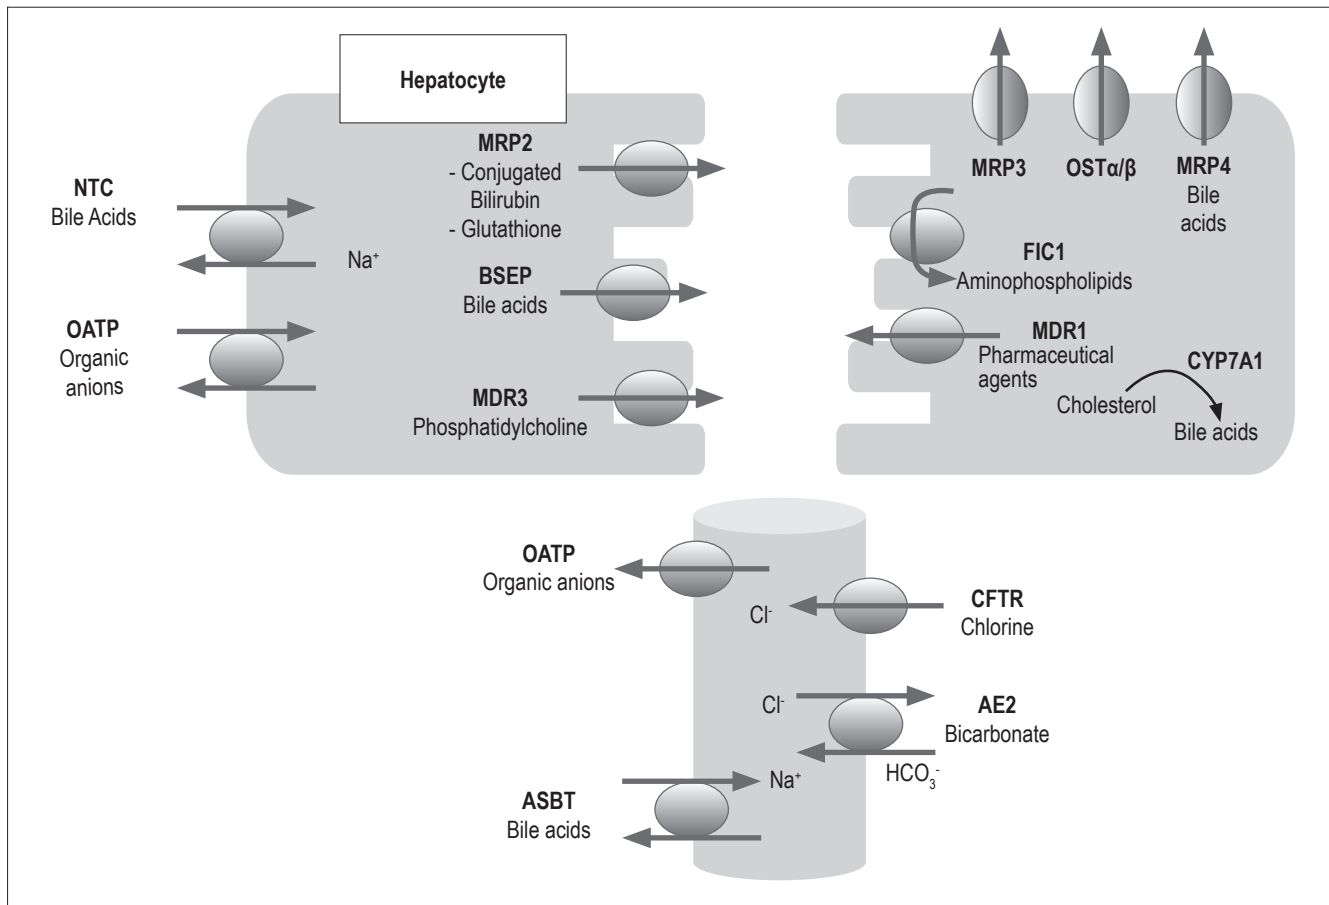 Hepatocyte
NTC
Bile Acids
Na⁺
OATP
Organic
anions
MRP2
- Conjugated
Bilirubin
- Glutathione
BSEP
Bile acids
MDR3
Phosphatidylcholine
MRP3
OSTα/β
MRP4
Bile
acids
FIC1
Aminophospholipids
MDR1
Pharmaceutical
agents
CYP7A1
Cholesterol
Bile acids
OATP
Organic anions
Cl⁻
CFTR
Chlorine
Cl⁻
AE2
Bicarbonate
HCO₃⁻
Na⁺
ASBT
Bile acids